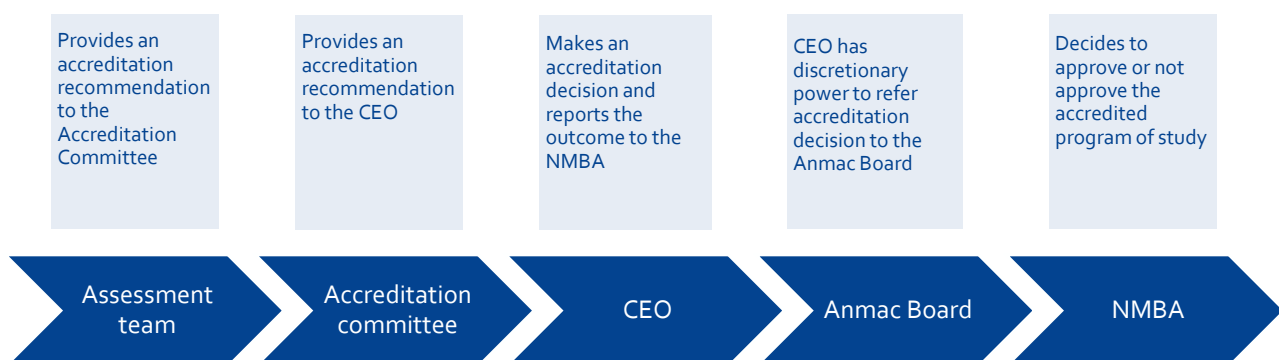 Provides an
accreditation
recommendation
to the
Accreditation
Committee
Provides an
accreditation
recommendation
to the CEO
Makes an
accreditation
decision and
reports the
outcome to the
NMBA
CEO has
discretionary
power to refer
accreditation
decision to the
Anmac Board
Decides to
approve or not
approve the
accredited
program of study
Assessment
team
Accreditation
committee
CEO
Anmac Board
NMBA